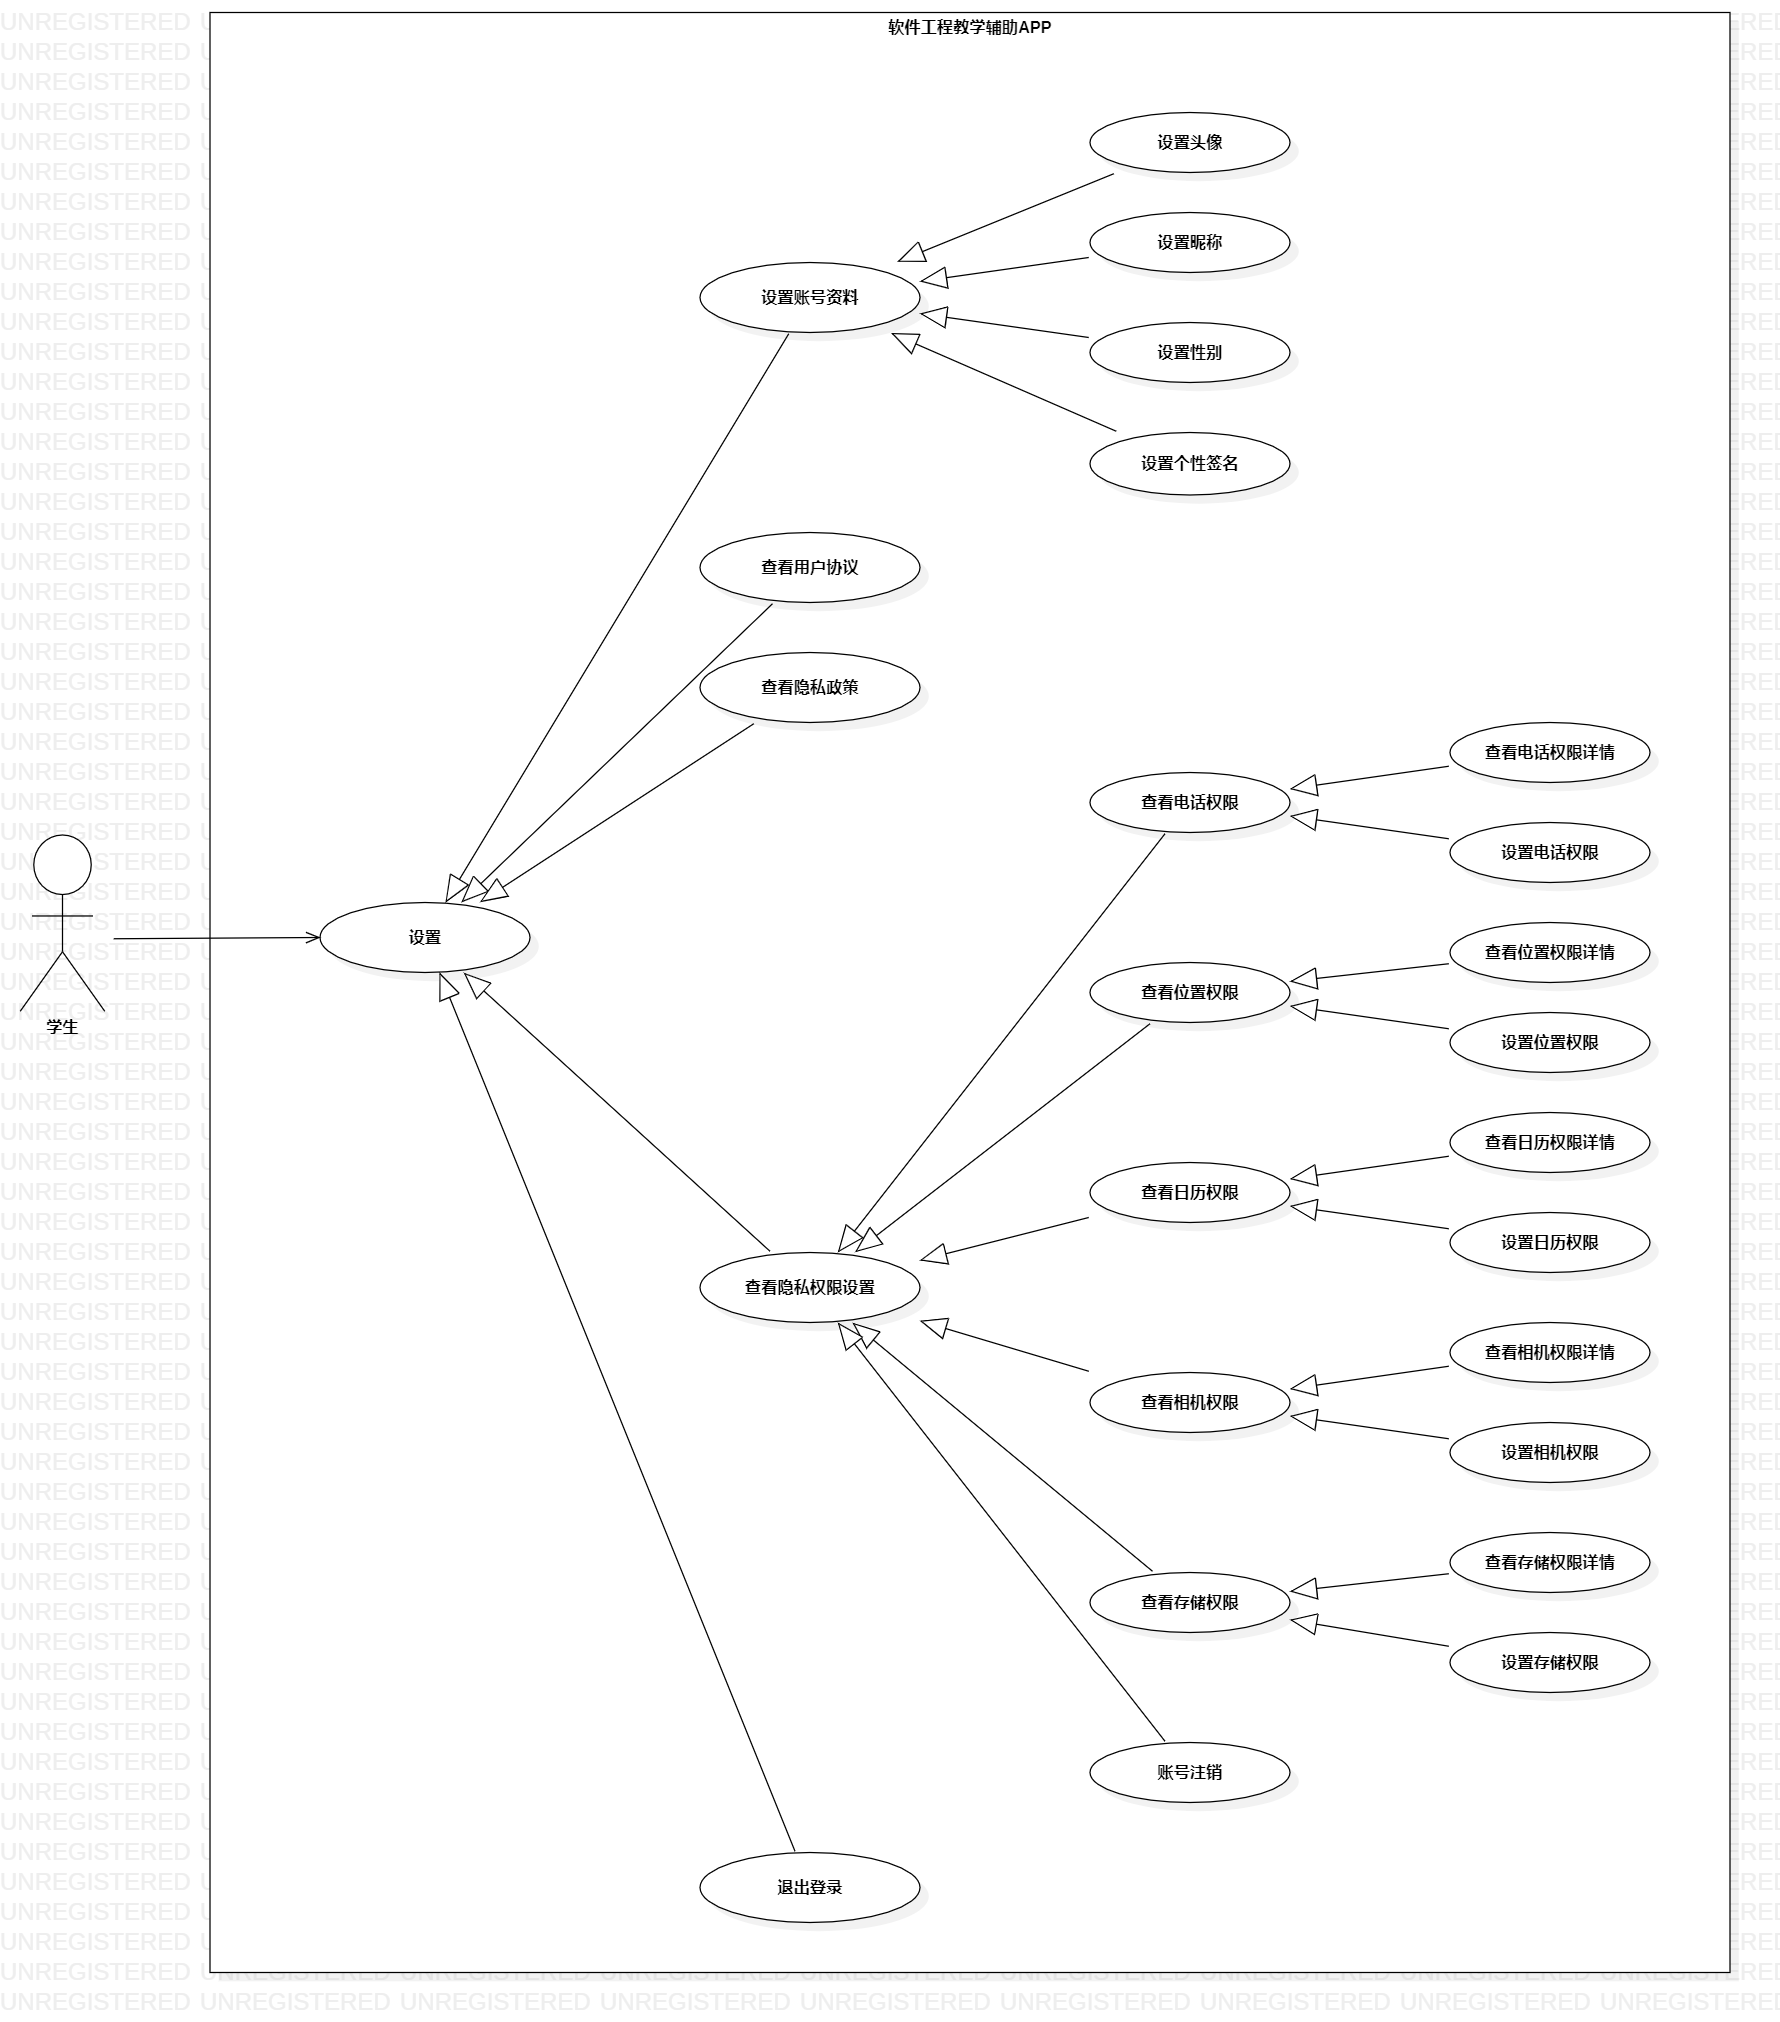 软件工程教学辅助APP
设置头像
设置昵称
设置账号资料
设置性别
设置个性签名
查看用户协议
查看隐私政策
查看电话权限详情
查看电话权限
设置电话权限
设置
查看位置权限详情
查看位置权限
学生
设置位置权限
查看日历权限详情
查看日历权限
设置日历权限
查看隐私权限设置
查看相机权限详情
查看相机权限
设置相机权限
查看存储权限详情
查看存储权限
设置存储权限
账号注销
退出登录
UNREGISTERED UNREGISTERED UNREGISTERED UNREGISTERED UNREGISTERED UNREGISTERED UNREGISTERED UNREGISTERED UNREGISTERED